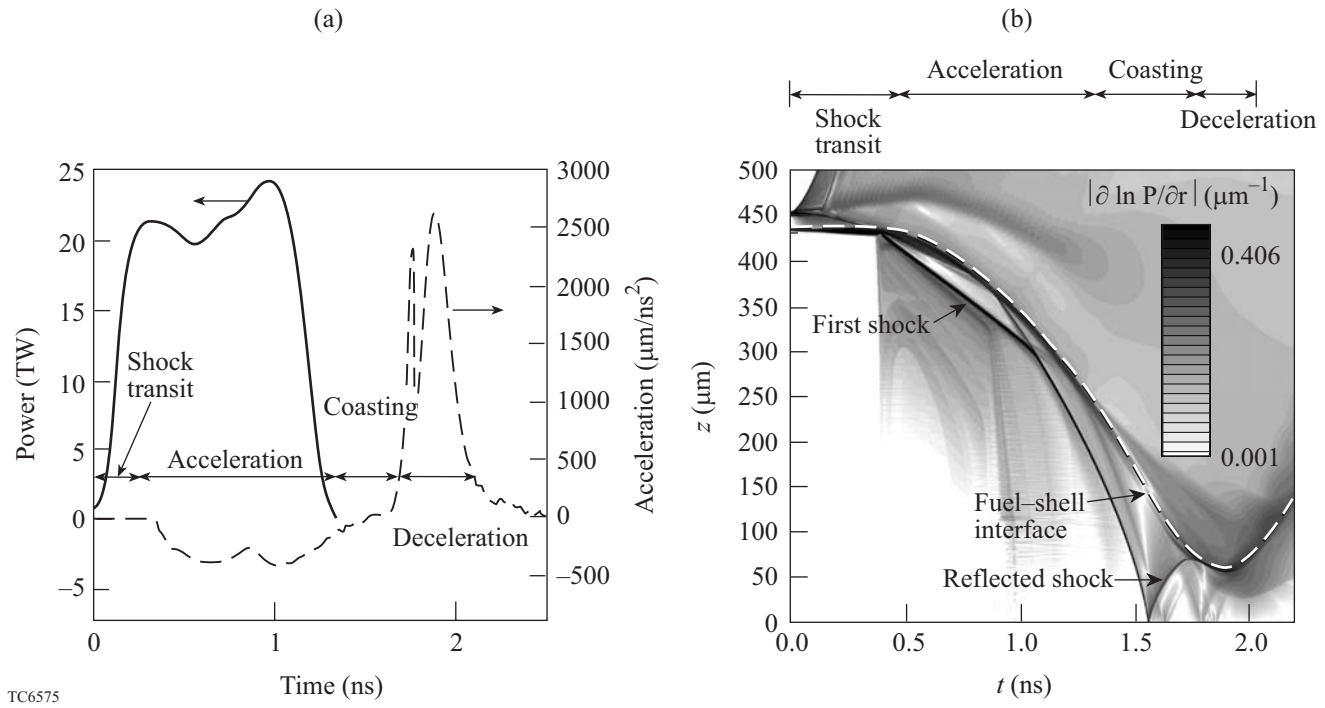 (a)
25
20
15
10
5
0
−5
Power (TW)
Shock
transit
Acceleration
Coasting
Deceleration
3000
2500
2000
1500
1000
500
0
−500
Acceleration (μm/ns²)
0
1
2
Time (ns)
TC6575
(b)
Acceleration
Coasting
Shock
transit
Deceleration
500
450
400
350
300
250
200
150
100
50
0
z (μm)
|∂ ln P/∂r| (μm⁻¹)
0.406
0.001
First shock
Fuel–shell
interface
Reflected shock
0.0
0.5
1.0
1.5
2.0
t (ns)